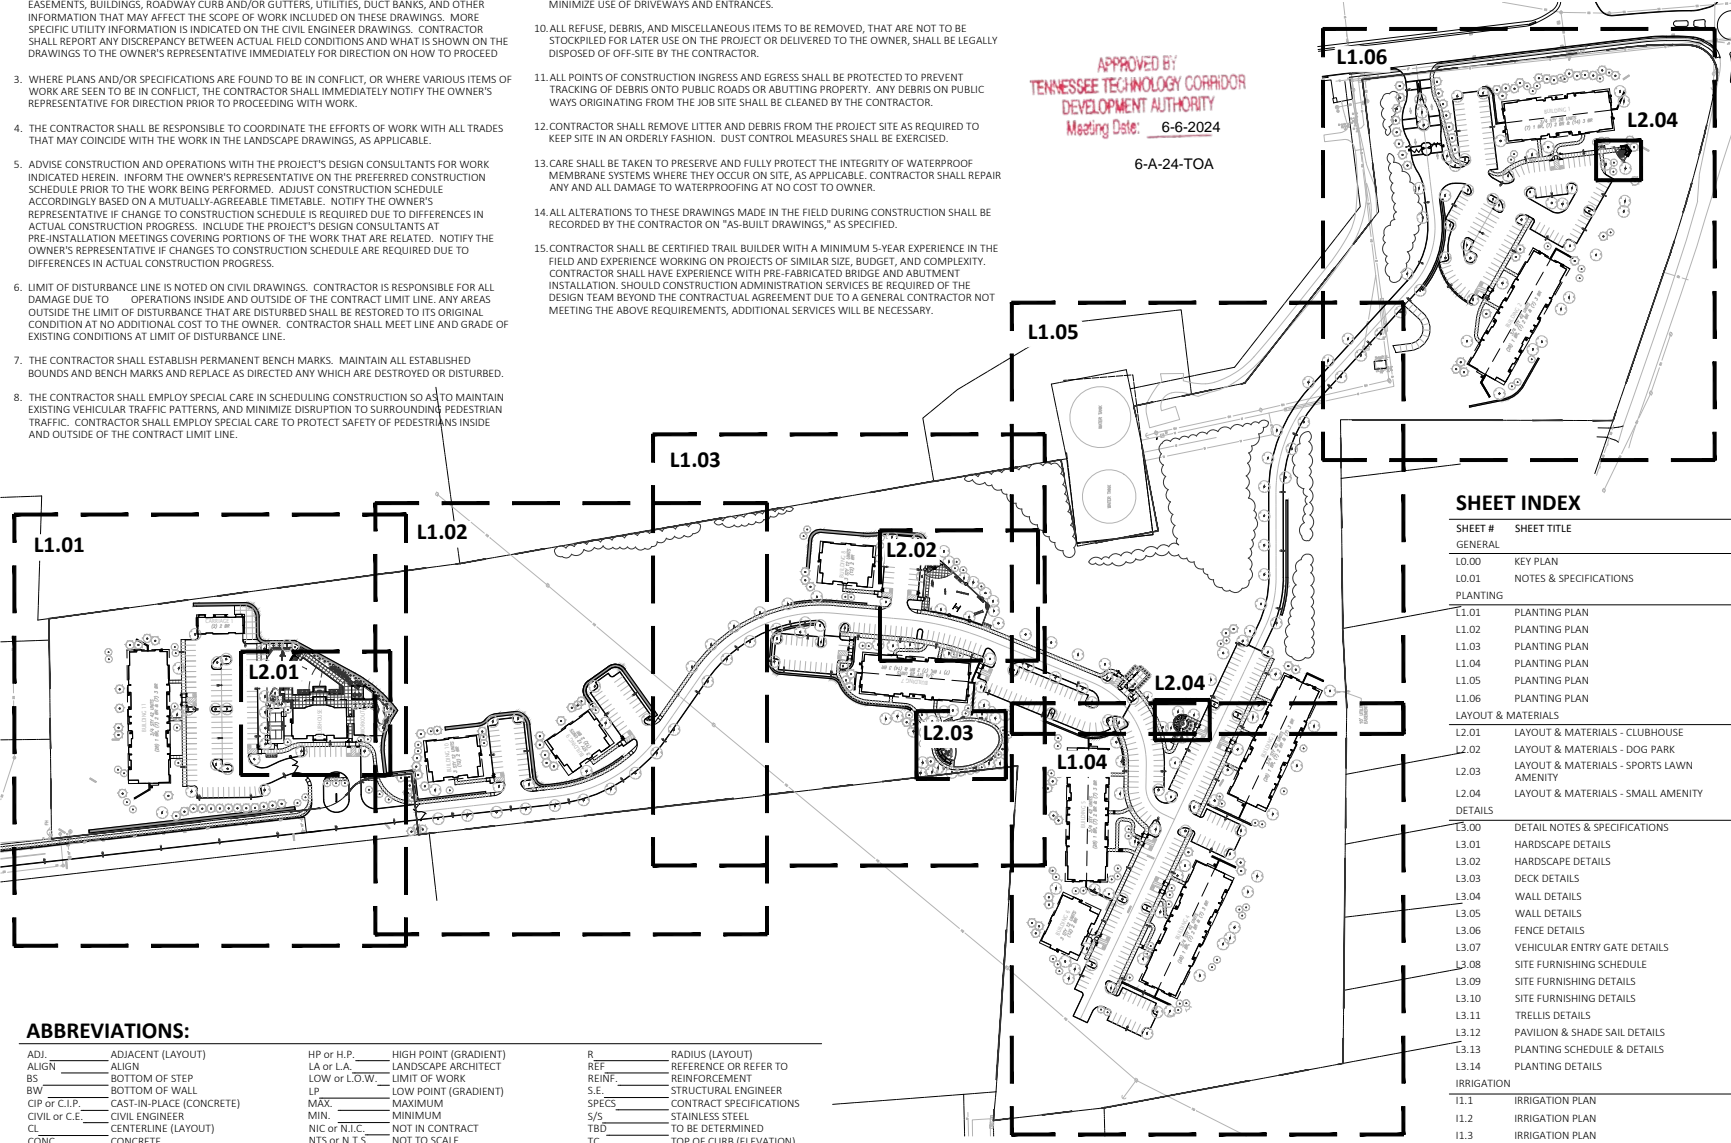 EASEMENTS, BUILDINGS, ROADWAY CURB AND/OR GUTTERS, UTILITIES, DUCT BANKS, AND OTHER
INFORMATION THAT MAY AFFECT THE SCOPE OF WORK INCLUDED ON THESE DRAWINGS. MORE
SPECIFIC UTILITY INFORMATION IS INDICATED ON THE CIVIL ENGINEER DRAWINGS. CONTRACTOR
SHALL REPORT ANY DISCREPANCY BETWEEN ACTUAL FIELD CONDITIONS AND WHAT IS SHOWN ON THE
DRAWINGS TO THE OWNER'S REPRESENTATIVE IMMEDIATELY FOR DIRECTION ON HOW TO PROCEED
3. WHERE PLANS AND/OR SPECIFICATIONS ARE FOUND TO BE IN CONFLICT, OR WHERE VARIOUS ITEMS OF
WORK ARE SEEN TO BE IN CONFLICT, THE CONTRACTOR SHALL IMMEDIATELY NOTIFY THE OWNER'S
REPRESENTATIVE FOR DIRECTION PRIOR TO PROCEEDING WITH WORK.
4. THE CONTRACTOR SHALL BE RESPONSIBLE TO COORDINATE THE EFFORTS OF WORK WITH ALL TRADES
THAT MAY COINCIDE WITH THE WORK IN THE LANDSCAPE DRAWINGS, AS APPLICABLE.
5. ADVISE CONSTRUCTION AND OPERATIONS WITH THE PROJECT'S DESIGN CONSULTANTS FOR WORK
INDICATED HEREIN. INFORM THE OWNER'S REPRESENTATIVE ON THE PREFERRED CONSTRUCTION
SCHEDULE PRIOR TO THE WORK BEING PERFORMED. ADJUST CONSTRUCTION SCHEDULE
ACCORDINGLY BASED ON A MUTUALLY-AGREEABLE TIMETABLE. NOTIFY THE OWNER'S
REPRESENTATIVE IF CHANGE TO CONSTRUCTION SCHEDULE IS REQUIRED DUE TO DIFFERENCES IN
ACTUAL CONSTRUCTION PROGRESS. INCLUDE THE PROJECT'S DESIGN CONSULTANTS AT
PRE-INSTALLATION MEETINGS COVERING PORTIONS OF THE WORK THAT ARE RELATED. NOTIFY THE
OWNER'S REPRESENTATIVE IF CHANGES TO CONSTRUCTION SCHEDULE ARE REQUIRED DUE TO
DIFFERENCES IN ACTUAL CONSTRUCTION PROGRESS.
6. LIMIT OF DISTURBANCE LINE IS NOTED ON CIVIL DRAWINGS. CONTRACTOR IS RESPONSIBLE FOR ALL
DAMAGE DUE TO OPERATIONS INSIDE AND OUTSIDE OF THE CONTRACT LIMIT LINE. ANY AREAS
OUTSIDE THE LIMIT OF DISTURBANCE THAT ARE DISTURBED SHALL BE RESTORED TO ITS ORIGINAL
CONDITION AT NO ADDITIONAL COST TO THE OWNER. CONTRACTOR SHALL MEET LINE AND GRADE OF
EXISTING CONDITIONS AT LIMIT OF DISTURBANCE LINE.
7. THE CONTRACTOR SHALL ESTABLISH PERMANENT BENCH MARKS. MAINTAIN ALL ESTABLISHED
BOUNDS AND BENCH MARKS AND REPLACE AS DIRECTED ANY WHICH ARE DESTROYED OR DISTURBED.
8. THE CONTRACTOR SHALL EMPLOY SPECIAL CARE IN SCHEDULING CONSTRUCTION SO AS TO MAINTAIN
EXISTING VEHICULAR TRAFFIC PATTERNS, AND MINIMIZE DISRUPTION TO SURROUNDING PEDESTRIAN
TRAFFIC. CONTRACTOR SHALL EMPLOY SPECIAL CARE TO PROTECT SAFETY OF PEDESTRIANS INSIDE
AND OUTSIDE OF THE CONTRACT LIMIT LINE.
MINIMIZE USE OF DRIVEWAYS AND ENTRANCES.
10. ALL REFUSE, DEBRIS, AND MISCELLANEOUS ITEMS TO BE REMOVED, THAT ARE NOT TO BE
STOCKPILED FOR LATER USE ON THE PROJECT OR DELIVERED TO THE OWNER, SHALL BE LEGALLY
DISPOSED OF OFF-SITE BY THE CONTRACTOR.
11. ALL POINTS OF CONSTRUCTION INGRESS AND EGRESS SHALL BE PROTECTED TO PREVENT
TRACKING OF DEBRIS ONTO PUBLIC ROADS OR ABUTTING PROPERTY. ANY DEBRIS ON PUBLIC
WAYS ORIGINATING FROM THE JOB SITE SHALL BE CLEANED BY THE CONTRACTOR.
12. CONTRACTOR SHALL REMOVE LITTER AND DEBRIS FROM THE PROJECT SITE AS REQUIRED TO
KEEP SITE IN AN ORDERLY FASHION. DUST CONTROL MEASURES SHALL BE EXERCISED.
13. CARE SHALL BE TAKEN TO PRESERVE AND FULLY PROTECT THE INTEGRITY OF WATERPROOF
MEMBRANE SYSTEMS WHERE THEY OCCUR ON SITE, AS APPLICABLE. CONTRACTOR SHALL REPAIR
ANY AND ALL DAMAGE TO WATERPROOFING AT NO COST TO OWNER.
14. ALL ALTERATIONS TO THESE DRAWINGS MADE IN THE FIELD DURING CONSTRUCTION SHALL BE
RECORDED BY THE CONTRACTOR ON "AS-BUILT DRAWINGS," AS SPECIFIED.
15. CONTRACTOR SHALL BE CERTIFIED TRAIL BUILDER WITH A MINIMUM 5-YEAR EXPERIENCE IN THE
FIELD AND EXPERIENCE WORKING ON PROJECTS OF SIMILAR SIZE, BUDGET, AND COMPLEXITY.
CONTRACTOR SHALL HAVE EXPERIENCE WITH PRE-FABRICATED BRIDGE AND ABUTMENT
INSTALLATION. SHOULD CONSTRUCTION ADMINISTRATION SERVICES BE REQUIRED OF THE
DESIGN TEAM BEYOND THE CONTRACTUAL AGREEMENT DUE TO A GENERAL CONTRACTOR NOT
MEETING THE ABOVE REQUIREMENTS, ADDITIONAL SERVICES WILL BE NECESSARY.
APPROVED BY
TENNESSEE TECHNOLOGY CORRIDOR
DEVELOPMENT AUTHORITY
Meeting Date: 6-6-2024
6-A-24-TOA
L1.06
L2.04
L1.05
WATER TANK
WATER TANK
L1.03
L1.02
L1.01
L2.02
L2.01
L2.04
L2.03
L1.04
SHEET INDEX
SHEET # SHEET TITLE
GENERAL
L0.00 KEY PLAN
L0.01 NOTES & SPECIFICATIONS
PLANTING
L1.01 PLANTING PLAN
L1.02 PLANTING PLAN
L1.03 PLANTING PLAN
L1.04 PLANTING PLAN
L1.05 PLANTING PLAN
L1.06 PLANTING PLAN
LAYOUT & MATERIALS
L2.01 LAYOUT & MATERIALS - CLUBHOUSE
L2.02 LAYOUT & MATERIALS - DOG PARK
L2.03 LAYOUT & MATERIALS - SPORTS LAWN
AMENITY
L2.04 LAYOUT & MATERIALS - SMALL AMENITY
DETAILS
L3.00 DETAIL NOTES & SPECIFICATIONS
L3.01 HARDSCAPE DETAILS
L3.02 HARDSCAPE DETAILS
L3.03 DECK DETAILS
L3.04 WALL DETAILS
L3.05 WALL DETAILS
L3.06 FENCE DETAILS
L3.07 VEHICULAR ENTRY GATE DETAILS
L3.08 SITE FURNISHING SCHEDULE
L3.09 SITE FURNISHING DETAILS
L3.10 SITE FURNISHING DETAILS
L3.11 TRELLIS DETAILS
L3.12 PAVILION & SHADE SAIL DETAILS
L3.13 PLANTING SCHEDULE & DETAILS
L3.14 PLANTING DETAILS
IRRIGATION
I1.1 IRRIGATION PLAN
I1.2 IRRIGATION PLAN
I1.3 IRRIGATION PLAN
ABBREVIATIONS:
ADJ. ADJACENT (LAYOUT)
ALIGN ALIGN
BS BOTTOM OF STEP
BW BOTTOM OF WALL
CIP or C.I.P. CAST-IN-PLACE (CONCRETE)
CIVIL or C.E. CIVIL ENGINEER
CL CENTERLINE (LAYOUT)
CONC CONCRETE
HP or H.P. HIGH POINT (GRADIENT)
LA or L.A. LANDSCAPE ARCHITECT
LOW or L.O.W. LIMIT OF WORK
LP LOW POINT (GRADIENT)
MAX. MAXIMUM
MIN. MINIMUM
NIC or N.I.C. NOT IN CONTRACT
NTS or N.T.S. NOT TO SCALE
R RADIUS (LAYOUT)
REF REFERENCE OR REFER TO
REINF. REINFORCEMENT
S.E. STRUCTURAL ENGINEER
SPECS CONTRACT SPECIFICATIONS
S/S STAINLESS STEEL
TBD TO BE DETERMINED
TC TOP OF CURB (ELEVATION)